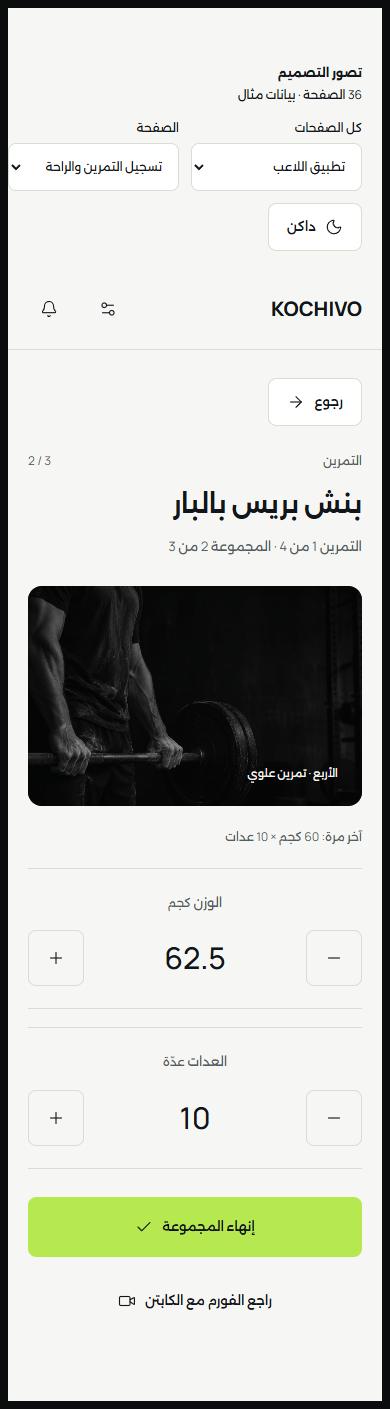 تصور التصميم
36 الصفحة · بيانات مثال
كل الصفحات
الصفحة
تطبيق اللاعب
تسجيل التمرين والراحة
داكن
KOCHIVO
رجوع
التمرين
2 / 3
بنش بريس بالبار
التمرين 1 من 4 · المجموعة 2 من 3
الأربع · تمرين علوي
آخر مرة: 60 كجم × 10 عدات
الوزن كجم
− 62.5 +
العدات عدّة
− 10 +
إنهاء المجموعة
راجع الفورم مع الكابتن